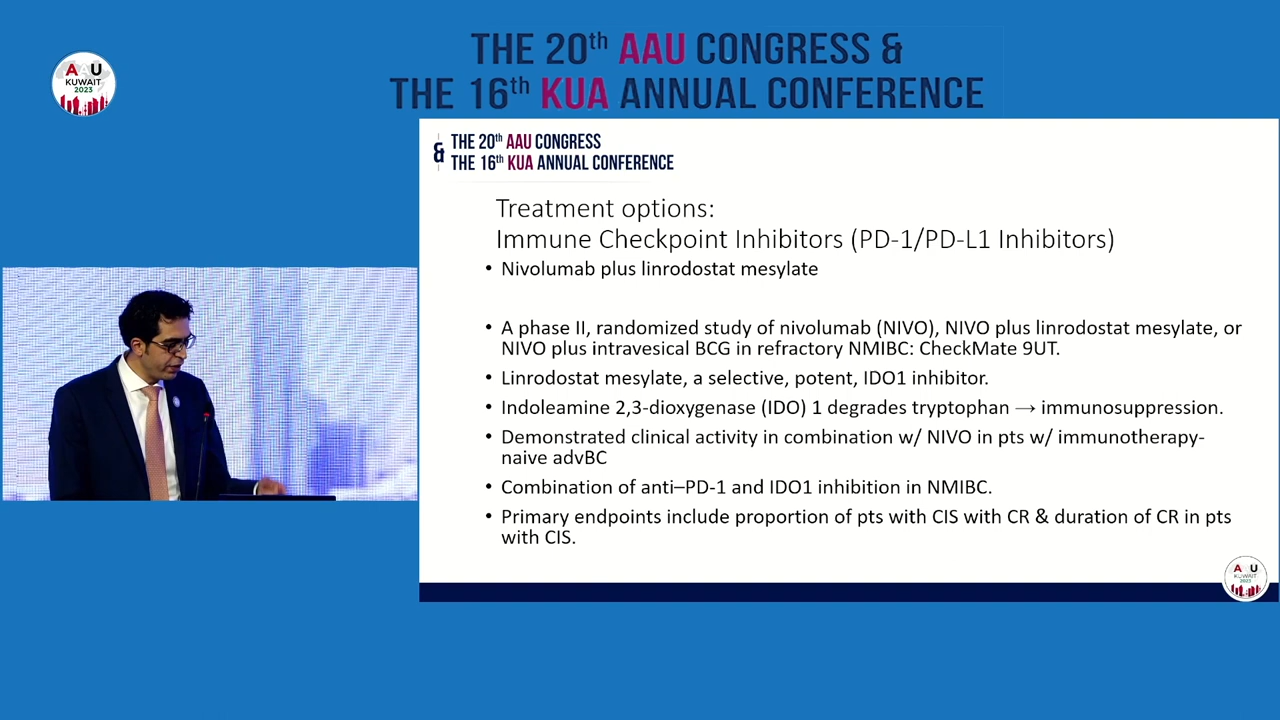 THE 20th AAU CONGRESS &
THE 16th KUA ANNUAL CONFERENCE
AAU
KUWAIT
2023
& THE 20th AAU CONGRESS
THE 16th KUA ANNUAL CONFERENCE
Treatment options:
Immune Checkpoint Inhibitors (PD-1/PD-L1 Inhibitors)
• Nivolumab plus linrodostat mesylate
• A phase II, randomized study of nivolumab (NIVO), NIVO plus linrodostat mesylate, or
NIVO plus intravesical BCG in refractory NMIBC: CheckMate 9UT.
• Linrodostat mesylate, a selective, potent, IDO1 inhibitor.
• Indoleamine 2,3-dioxygenase (IDO) 1 degrades tryptophan → immunosuppression.
• Demonstrated clinical activity in combination w/ NIVO in pts w/ immunotherapy-
naive advBC
• Combination of anti–PD-1 and IDO1 inhibition in NMIBC.
• Primary endpoints include proportion of pts with CIS with CR & duration of CR in pts
with CIS.
AAU
KUWAIT
2023